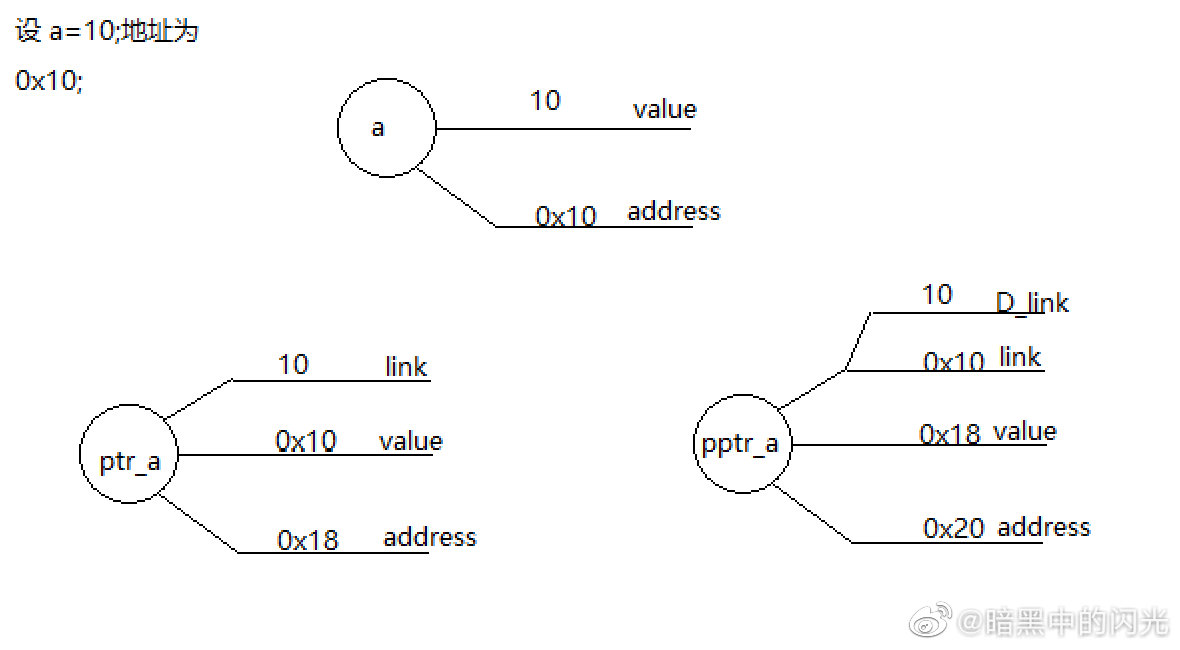 设 a=10;地址为
0x10;
a
10 value
0x10 address
10 link
ptr_a
0x10 value
0x18 address
10 D_link
0x10 link
pptr_a
0x18 value
0x20 address
@暗黑中的闪光